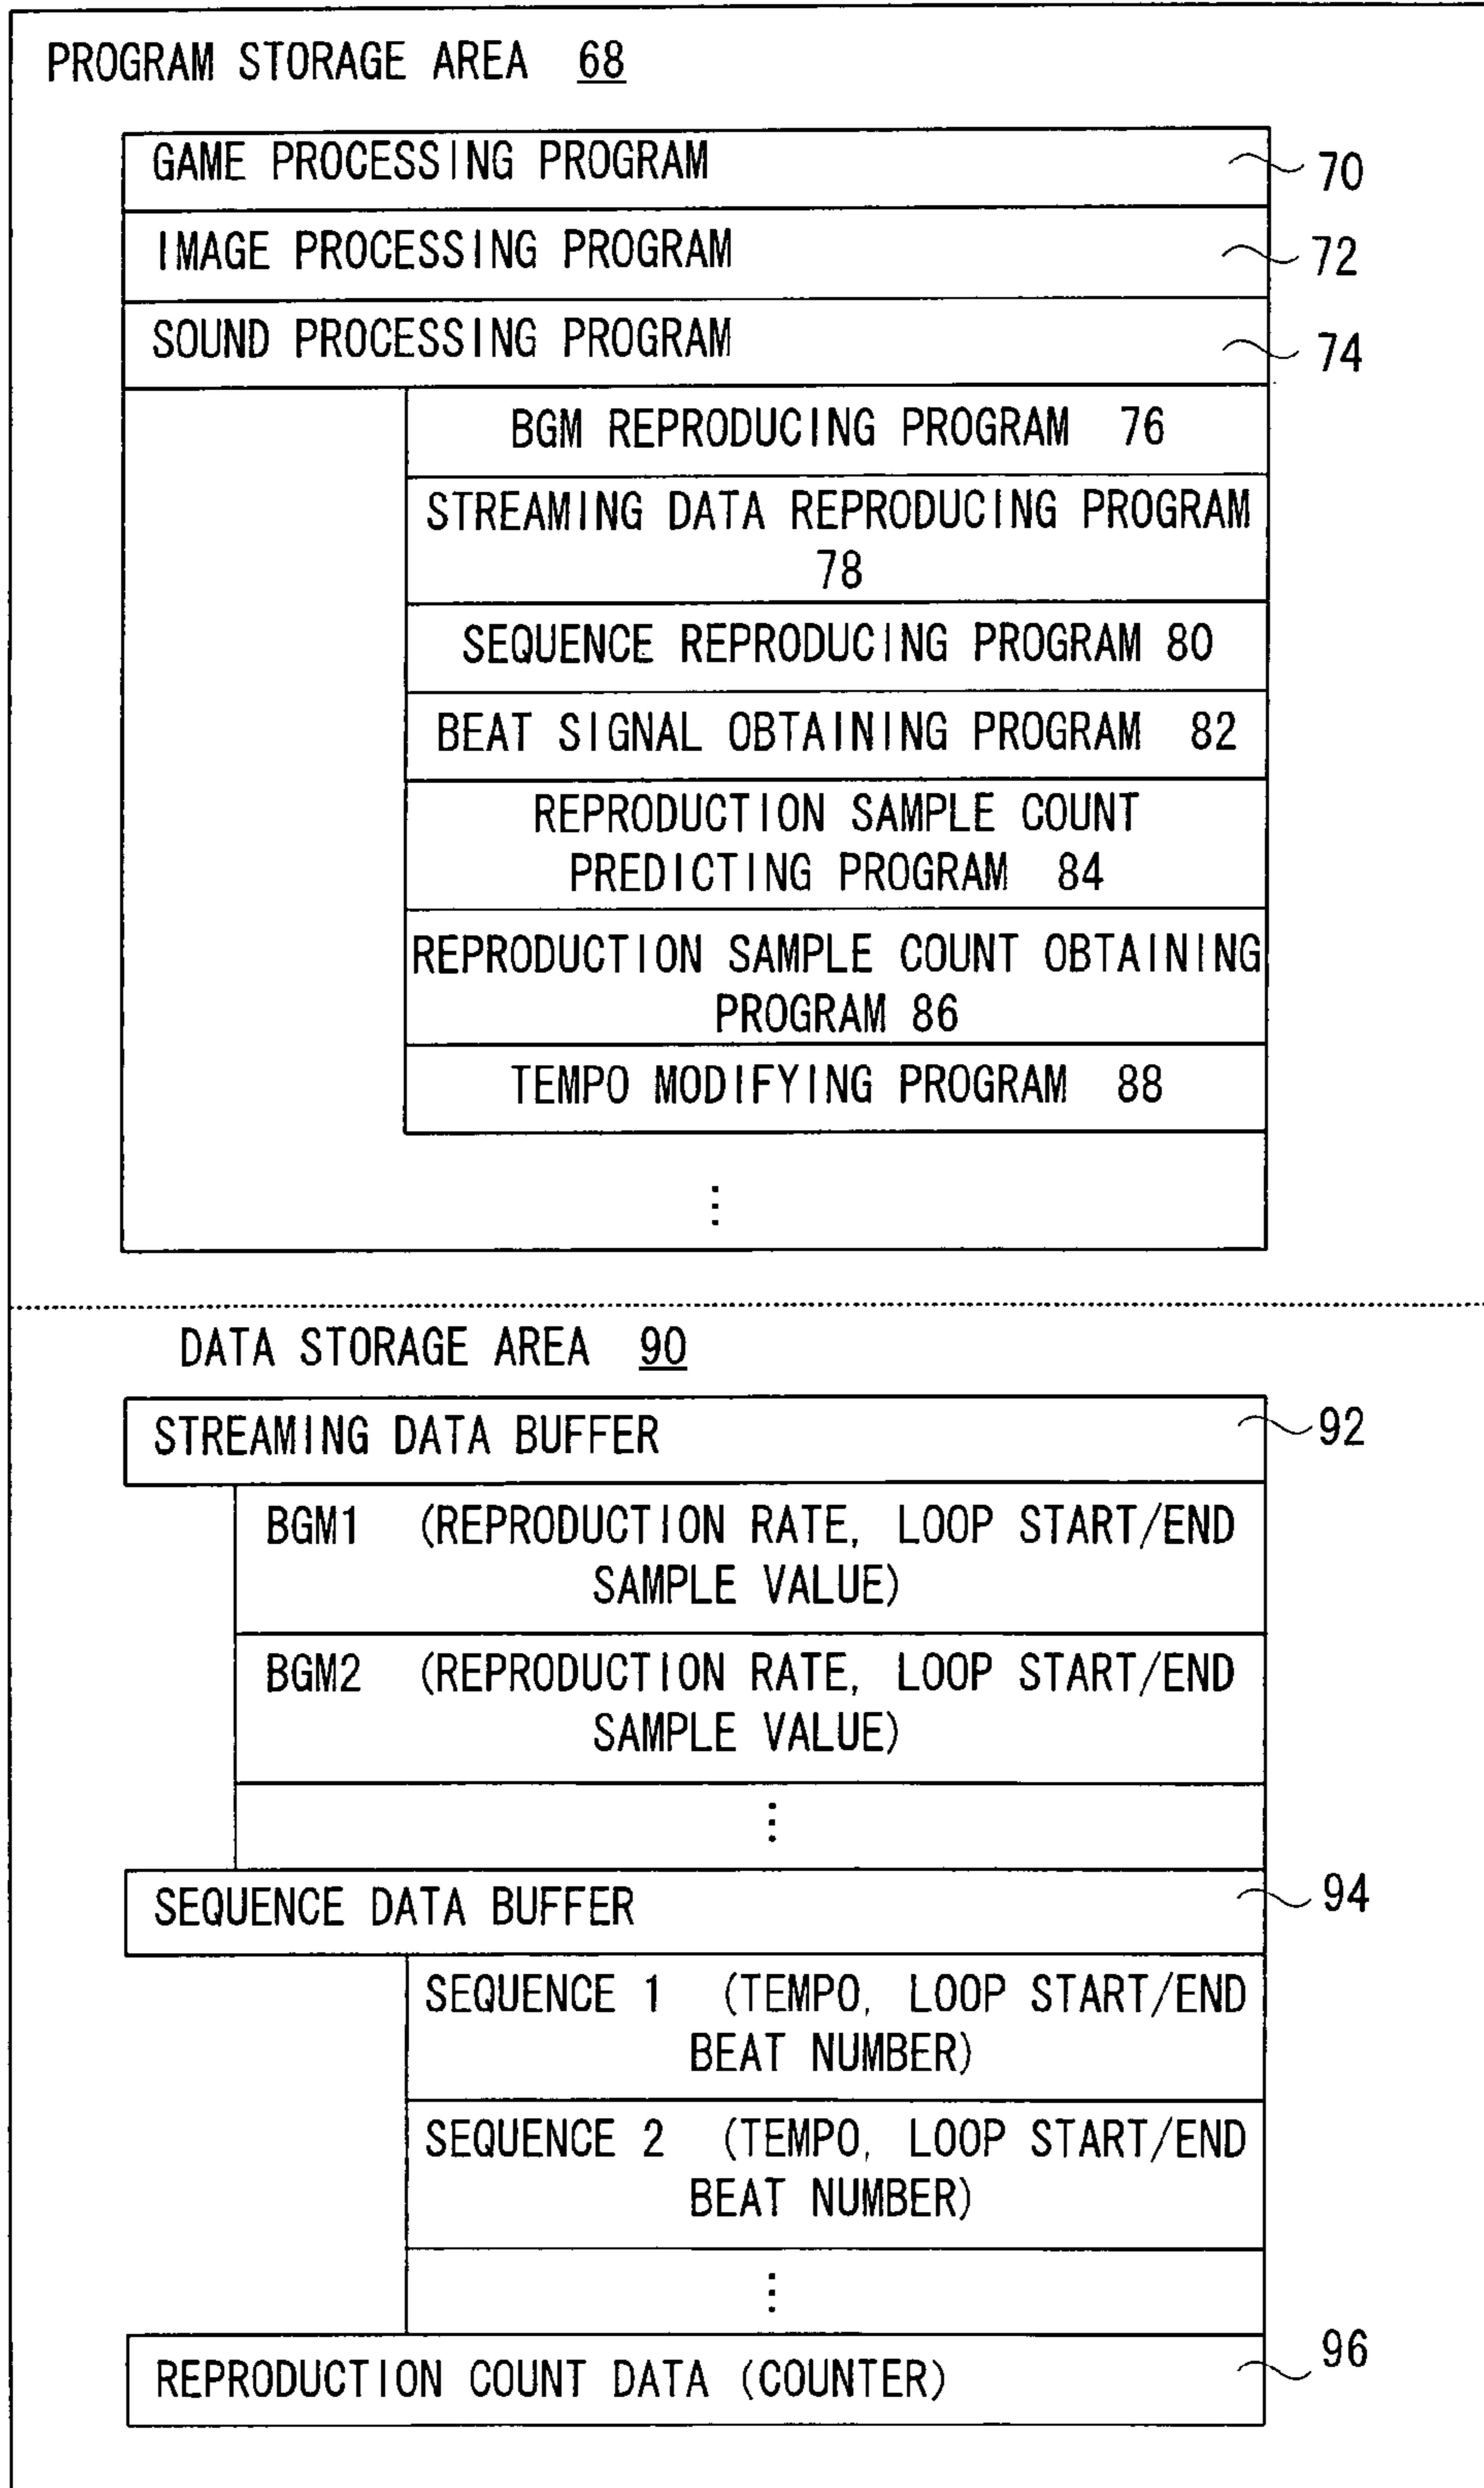 PROGRAM STORAGE AREA 68
GAME PROCESSING PROGRAM
70
IMAGE PROCESSING PROGRAM
72
SOUND PROCESSING PROGRAM
74
BGM REPRODUCING PROGRAM 76
STREAMING DATA REPRODUCING PROGRAM
78
SEQUENCE REPRODUCING PROGRAM 80
BEAT SIGNAL OBTAINING PROGRAM 82
REPRODUCTION SAMPLE COUNT
PREDICTING PROGRAM 84
REPRODUCTION SAMPLE COUNT OBTAINING
PROGRAM 86
TEMPO MODIFYING PROGRAM 88
⋮
DATA STORAGE AREA 90
STREAMING DATA BUFFER
92
BGM1 (REPRODUCTION RATE, LOOP START/END
SAMPLE VALUE)
BGM2 (REPRODUCTION RATE, LOOP START/END
SAMPLE VALUE)
⋮
SEQUENCE DATA BUFFER
94
SEQUENCE 1 (TEMPO, LOOP START/END
BEAT NUMBER)
SEQUENCE 2 (TEMPO, LOOP START/END
BEAT NUMBER)
⋮
REPRODUCTION COUNT DATA (COUNTER)
96